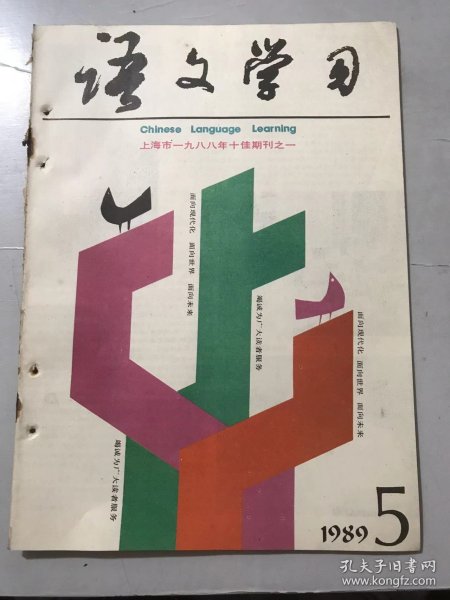 语文学习
Chinese Language Learning
上海市一九八八年十佳期刊之一
面向现代化 面向世界 面向未来
竭诚为广大读者服务
面向现代化 面向世界 面向未来
竭诚为广大读者服务
1989 5
孔夫子旧书网
www.kongfz.com